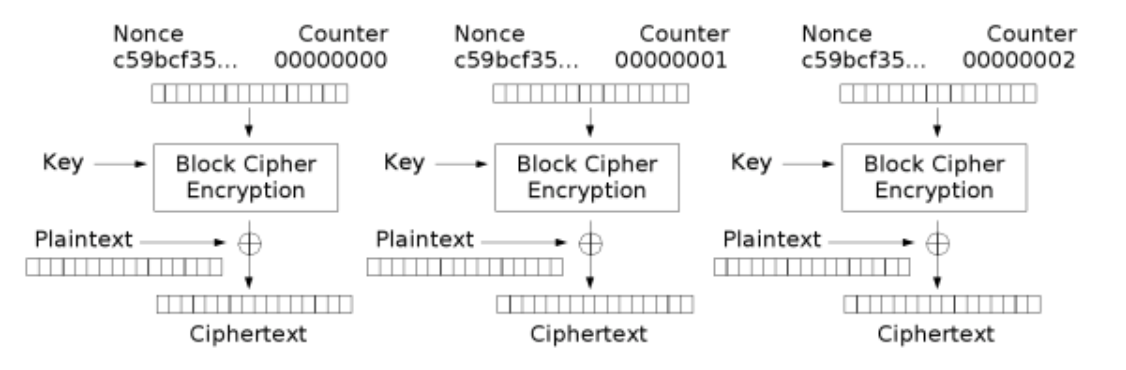 Nonce Counter Nonce Counter Nonce Counter
c59bcf35... 00000000 c59bcf35... 00000001 c59bcf35... 00000002
Key Block Cipher Key Block Cipher Key Block Cipher
Encryption Encryption Encryption
Plaintext Plaintext Plaintext
Ciphertext Ciphertext Ciphertext